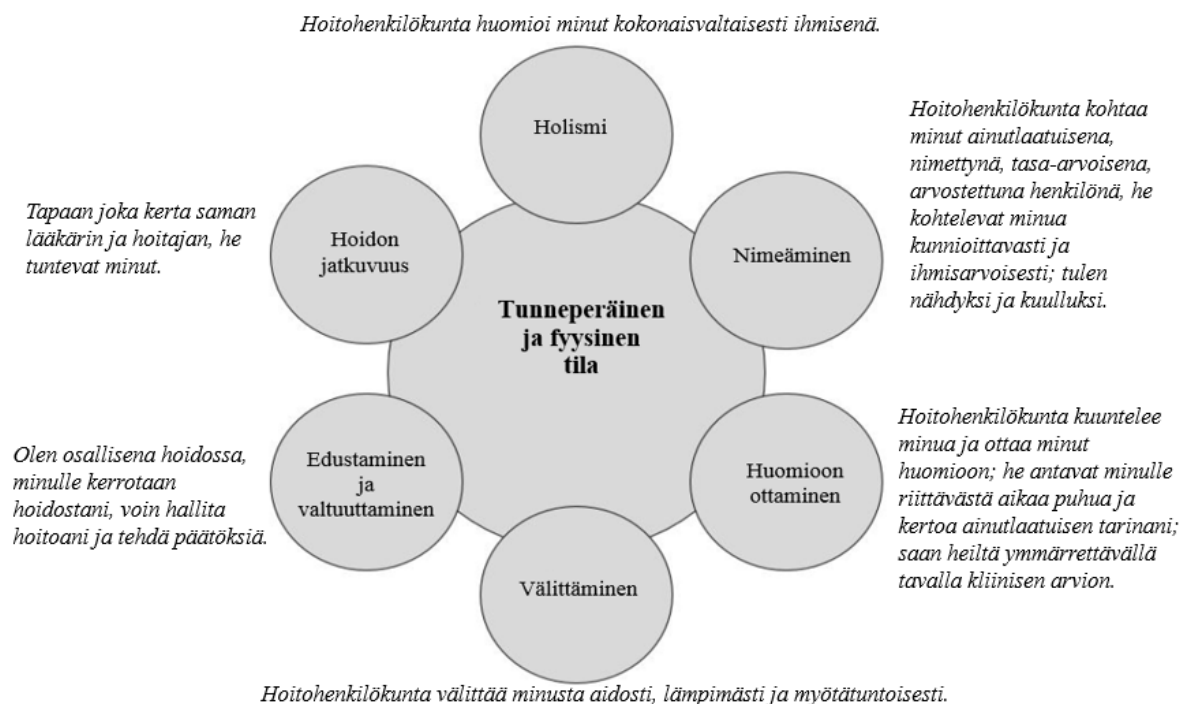 Hoitohenkilökunta huomioi minut kokonaisvaltaisesti ihmisenä.
Holismi
Hoitohenkilökunta kohtaa
minut ainutlaatuisena,
nimettynä, tasa-arvoisena,
arvostettuna henkilönä, he
kohtelevat minua
kunnioittavasti ja
ihmisarvoisesti; tulen
nähdyksi ja kuulluksi.
Nimeäminen
Tapaan joka kerta saman
lääkärin ja hoitajan, he
tuntevat minut.
Hoidon
jatkuvuus
Tunneperäinen
ja fyysinen
tila
Olen osallisena hoidossa,
minulle kerrotaan
hoidostani, voin hallita
hoitoani ja tehdä päätöksiä.
Edustaminen
ja
valtuuttaminen
Huomioon
ottaminen
Hoitohenkilökunta kuuntelee
minua ja ottaa minut
huomioon; he antavat minulle
riittävästä aikaa puhua ja
kertoa ainutlaatuisen tarinani;
saan heiltä ymmärrettävällä
tavalla kliinisen arvion.
Välittäminen
Hoitohenkilökunta välittää minusta aidosti, lämpimästi ja myötätuntoisesti.